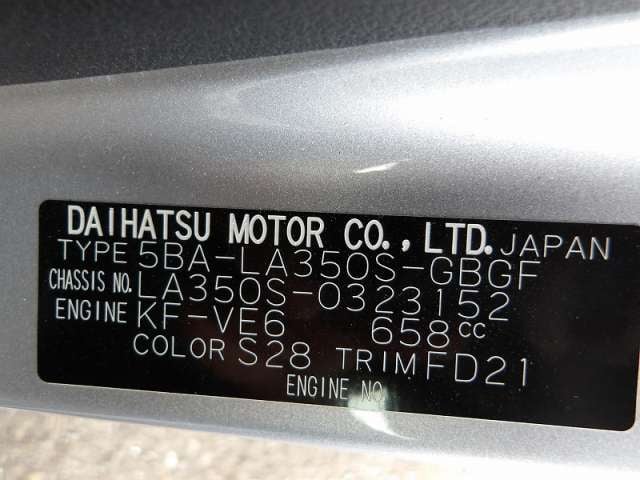 DAIHATSU MOTOR CO., LTD. JAPAN
TYPE 5BA-LA350S-GBGF
CHASSIS NO. LA350S-0323152
ENGINE KF-VE6 658cc
COLOR S28 TRIM FD21
ENGINE NO.